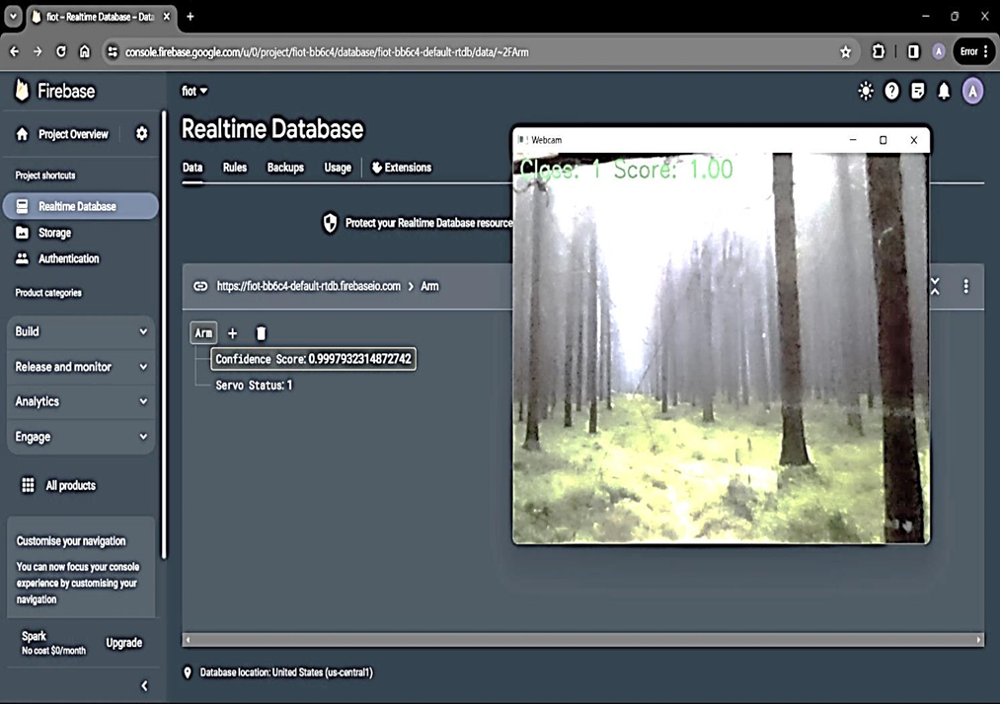 fiot – Realtime Database – Data
console.firebase.google.com/u/0/project/fiot-bb6c4/database/fiot-bb6c4-default-rtdb/data/~2FArm
Error
Firebase
fiot
A
Project Overview
Project shortcuts
Realtime Database
Storage
Authentication
Product categories
Build
Release and monitor
Analytics
Engage
All products
Customise your navigation
You can now focus your console
experience by customising your
navigation
Spark
No cost $0/month
Upgrade
Realtime Database
Data Rules Backups Usage Extensions
Protect your Realtime Database resource
https://fiot-bb6c4-default-rtdb.firebaseio.com > Arm
Arm
Confidence Score: 0.9997932314872742
Servo Status: 1
Database location: United States (us-central1)
Webcam
Class: 1 Score: 1.00